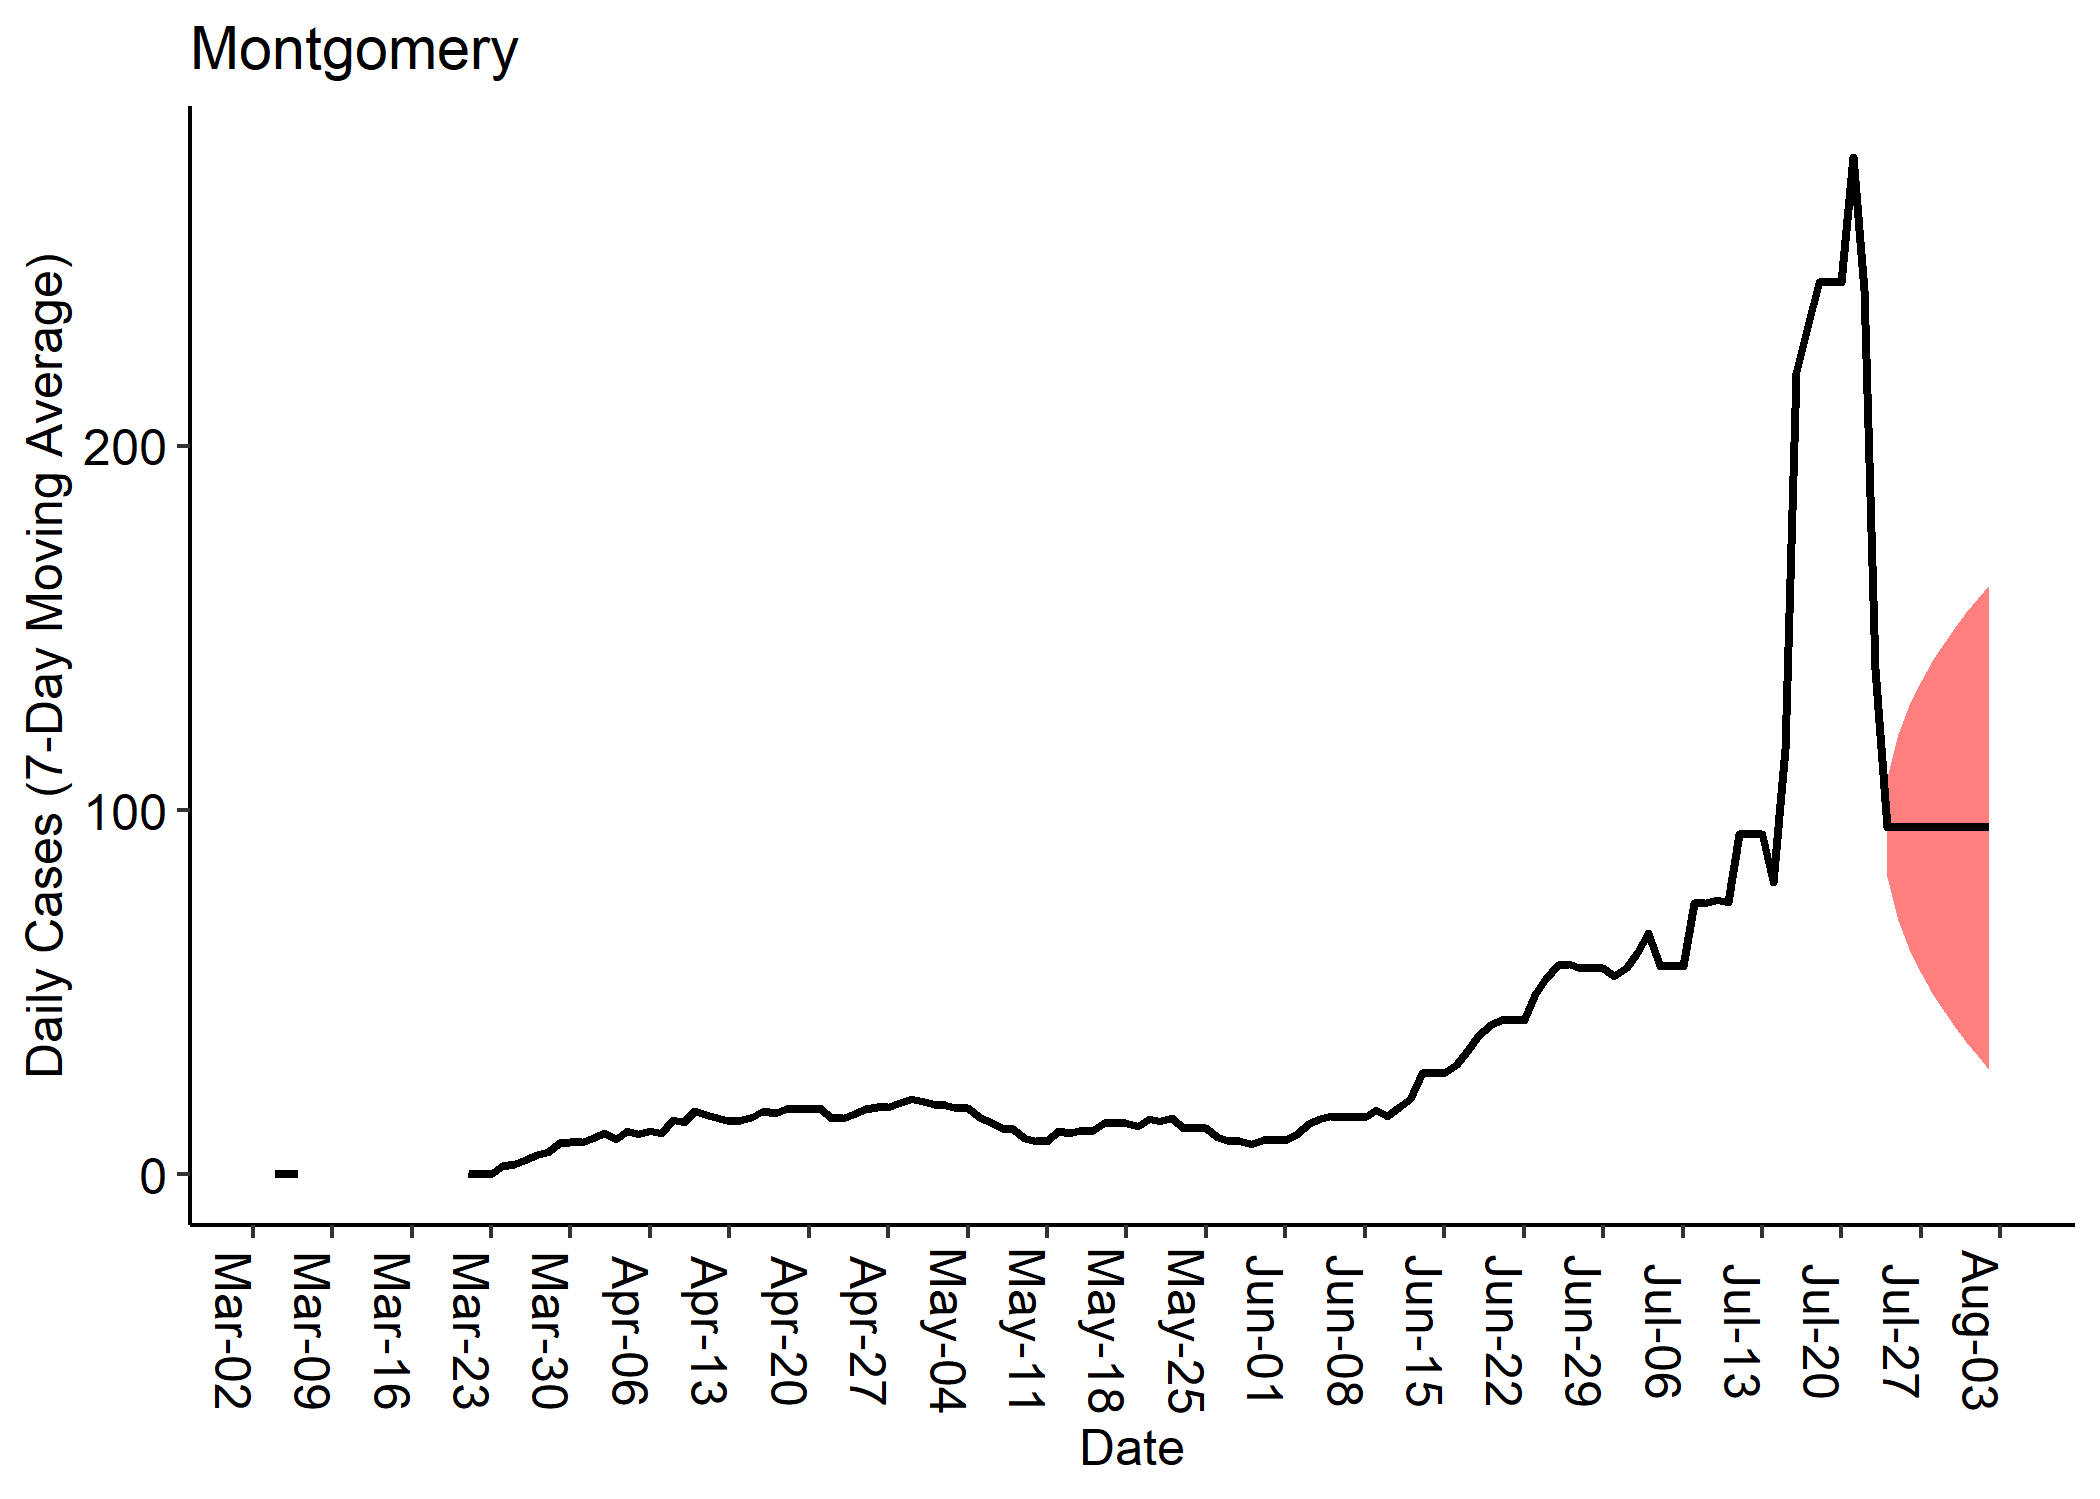 Montgomery
Daily Cases (7-Day Moving Average)
200
100
0
Mar-02
Mar-09
Mar-16
Mar-23
Mar-30
Apr-06
Apr-13
Apr-20
Apr-27
May-04
May-11
May-18
May-25
Jun-01
Jun-08
Jun-15
Jun-22
Jun-29
Jul-06
Jul-13
Jul-20
Jul-27
Aug-03
Date